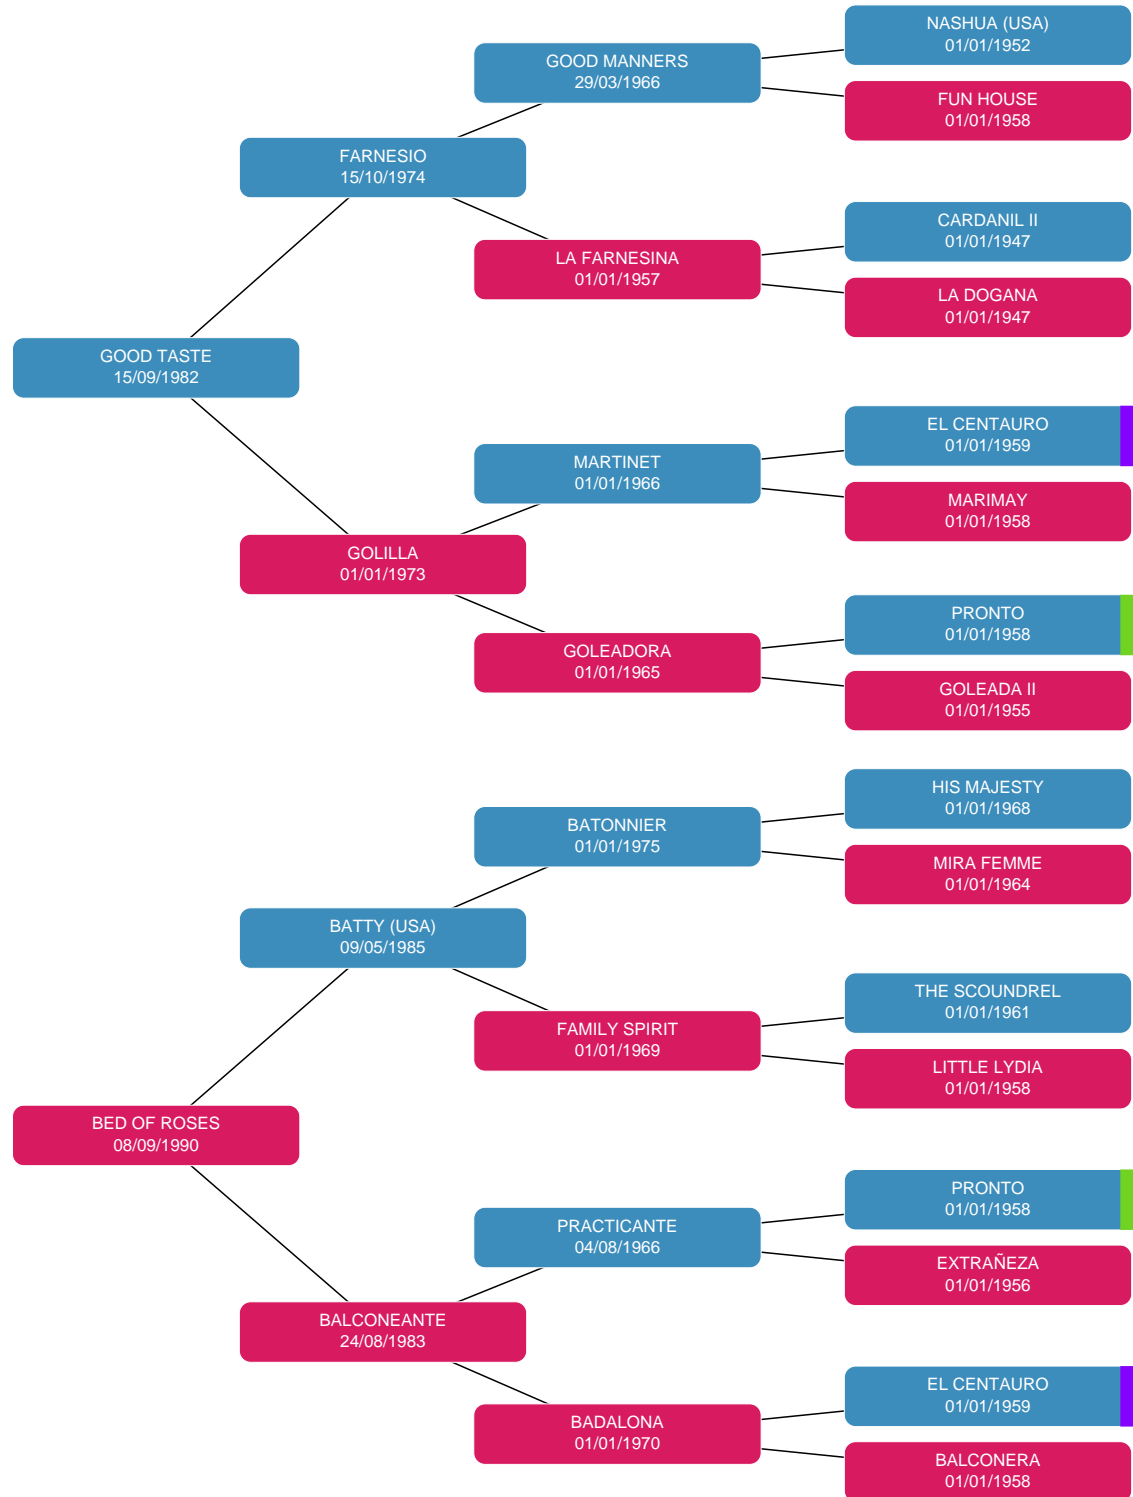 NASHUA (USA)
01/01/1952
GOOD MANNERS
29/03/1966
FUN HOUSE
01/01/1958
FARNESIO
15/10/1974
CARDANIL II
01/01/1947
LA FARNESINA
01/01/1957
LA DOGANA
01/01/1947
GOOD TASTE
15/09/1982
EL CENTAURO
01/01/1959
MARTINET
01/01/1966
MARIMAY
01/01/1958
GOLILLA
01/01/1973
PRONTO
01/01/1958
GOLEADORA
01/01/1965
GOLEADA II
01/01/1955
HIS MAJESTY
01/01/1968
BATONNIER
01/01/1975
MIRA FEMME
01/01/1964
BATTY (USA)
09/05/1985
THE SCOUNDREL
01/01/1961
FAMILY SPIRIT
01/01/1969
LITTLE LYDIA
01/01/1958
BED OF ROSES
08/09/1990
PRONTO
01/01/1958
PRACTICANTE
04/08/1966
EXTRAÑEZA
01/01/1956
BALCONEANTE
24/08/1983
EL CENTAURO
01/01/1959
BADALONA
01/01/1970
BALCONERA
01/01/1958